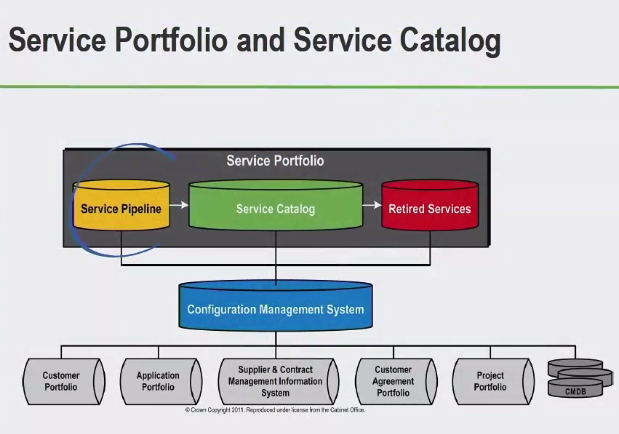 Service Portfolio and Service Catalog
Service Portfolio
Service Pipeline
Service Catalog
Retired Services
Configuration Management System
Customer
Portfolio
Application
Portfolio
Supplier & Contract
Management Information
System
Customer
Agreement
Portfolio
Project
Portfolio
CMDB
© Crown Copyright 2011. Reproduced under license from the Cabinet Office.